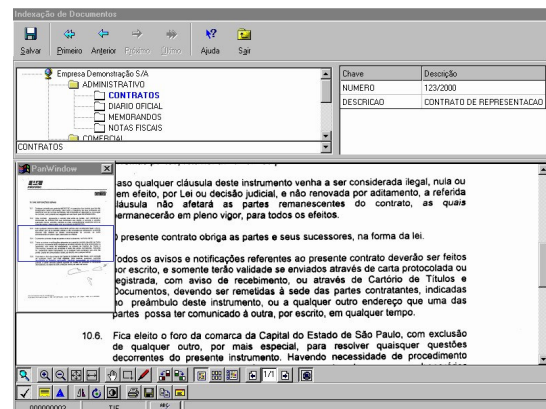 Indexação de Documentos
Salvar Primeiro Anterior Próximo Último Ajuda Sair
Empresa Demonstração S/A
ADMINISTRATIVO
CONTRATOS
DIARIO OFICIAL
MEMORANDOS
NOTAS FISCAIS
COMERCIAL
CONTRATOS
Chave Descrição
NUMERO 123/2000
DESCRICAO CONTRATO DE REPRESENTACAO
PanWindow
aso qualquer cláusula deste instrumento venha a ser considerada ilegal, nula ou
em efeito, por Lei ou decisão judicial, e não renovada por aditamento, a referida
láusula não afetará as partes remanescentes do contrato, as quais
ermanecerão em pleno vigor, para todos os efeitos.
presente contrato obriga as partes e seus sucessores, na forma da lei.
odos os avisos e notificações referentes ao presente contrato deverão ser feitos
or escrito, e somente terão validade se enviados através de carta protocolada ou
egistrada, com aviso de recebimento, ou através de Cartório de Títulos e
Documentos, devendo ser remetidas à sede das partes contratantes, indicadas
o preâmbulo deste instrumento, ou a qualquer outro endereço que uma das
partes possa ter comunicado à outra, por escrito, em qualquer tempo.
10.6. Fica eleito o foro da comarca da Capital do Estado de São Paulo, com exclusão
de qualquer outro, por mais especial, para resolver quaisquer questões
decorrentes do presente instrumento. Havendo necessidade de procedimento
1/1
000000002 TIF